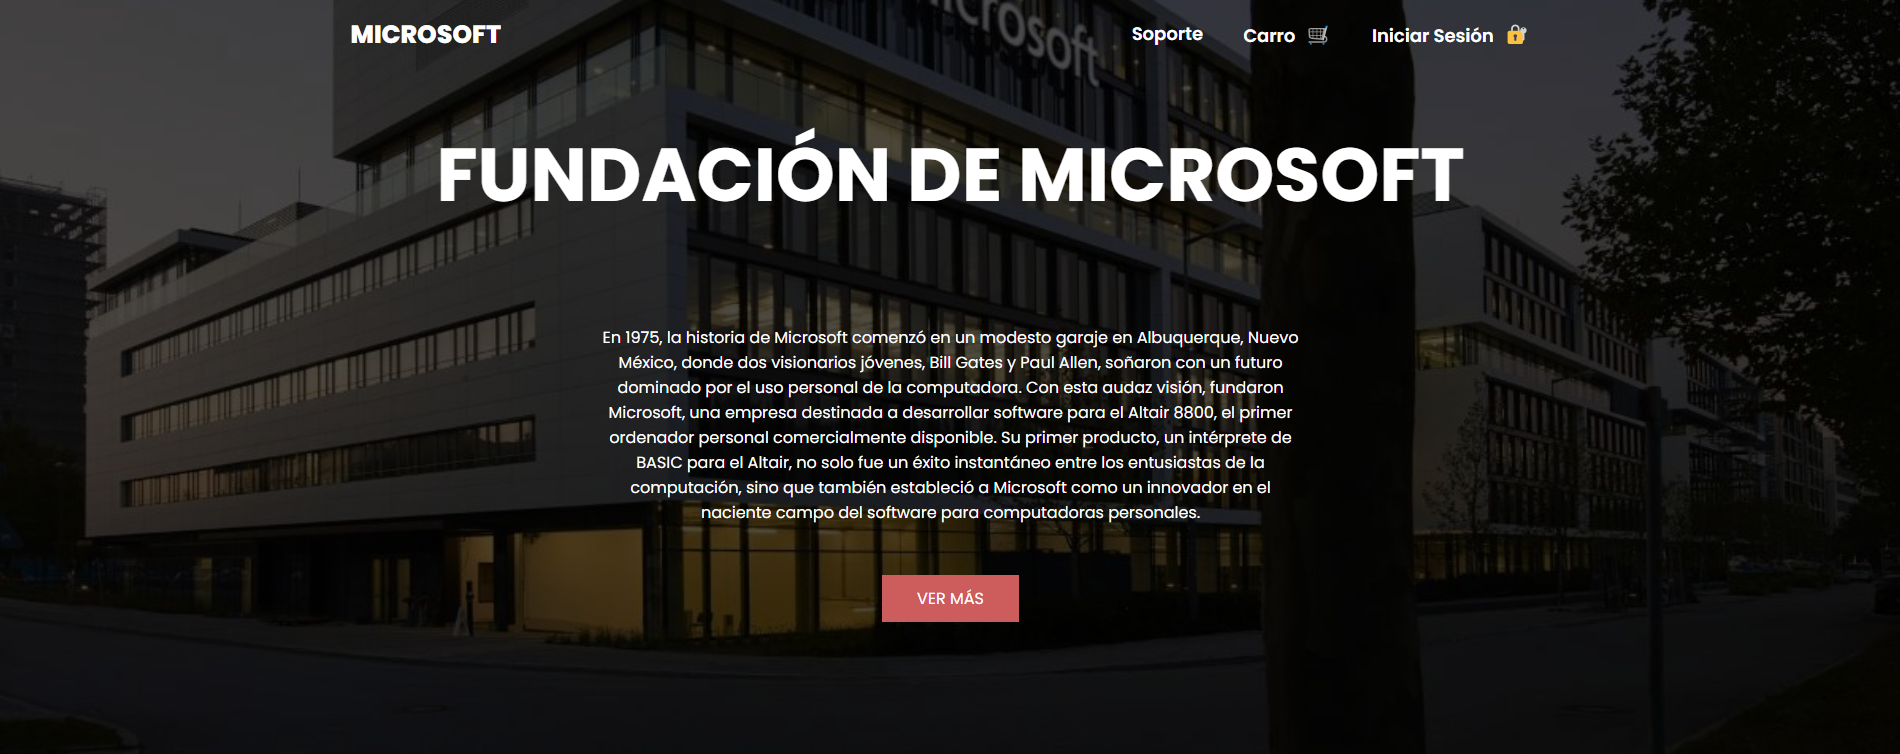 MICROSOFT
Soporte
Carro
Iniciar Sesión
Microsoft
FUNDACIÓN DE MICROSOFT
En 1975, la historia de Microsoft comenzó en un modesto garaje en Albuquerque, Nuevo
México, donde dos visionarios jóvenes, Bill Gates y Paul Allen, soñaron con un futuro
dominado por el uso personal de la computadora. Con esta audaz visión, fundaron
Microsoft, una empresa destinada a desarrollar software para el Altair 8800, el primer
ordenador personal comercialmente disponible. Su primer producto, un intérprete de
BASIC para el Altair, no solo fue un éxito instantáneo entre los entusiastas de la
computación, sino que también estableció a Microsoft como un innovador en el
naciente campo del software para computadoras personales.
VER MÁS